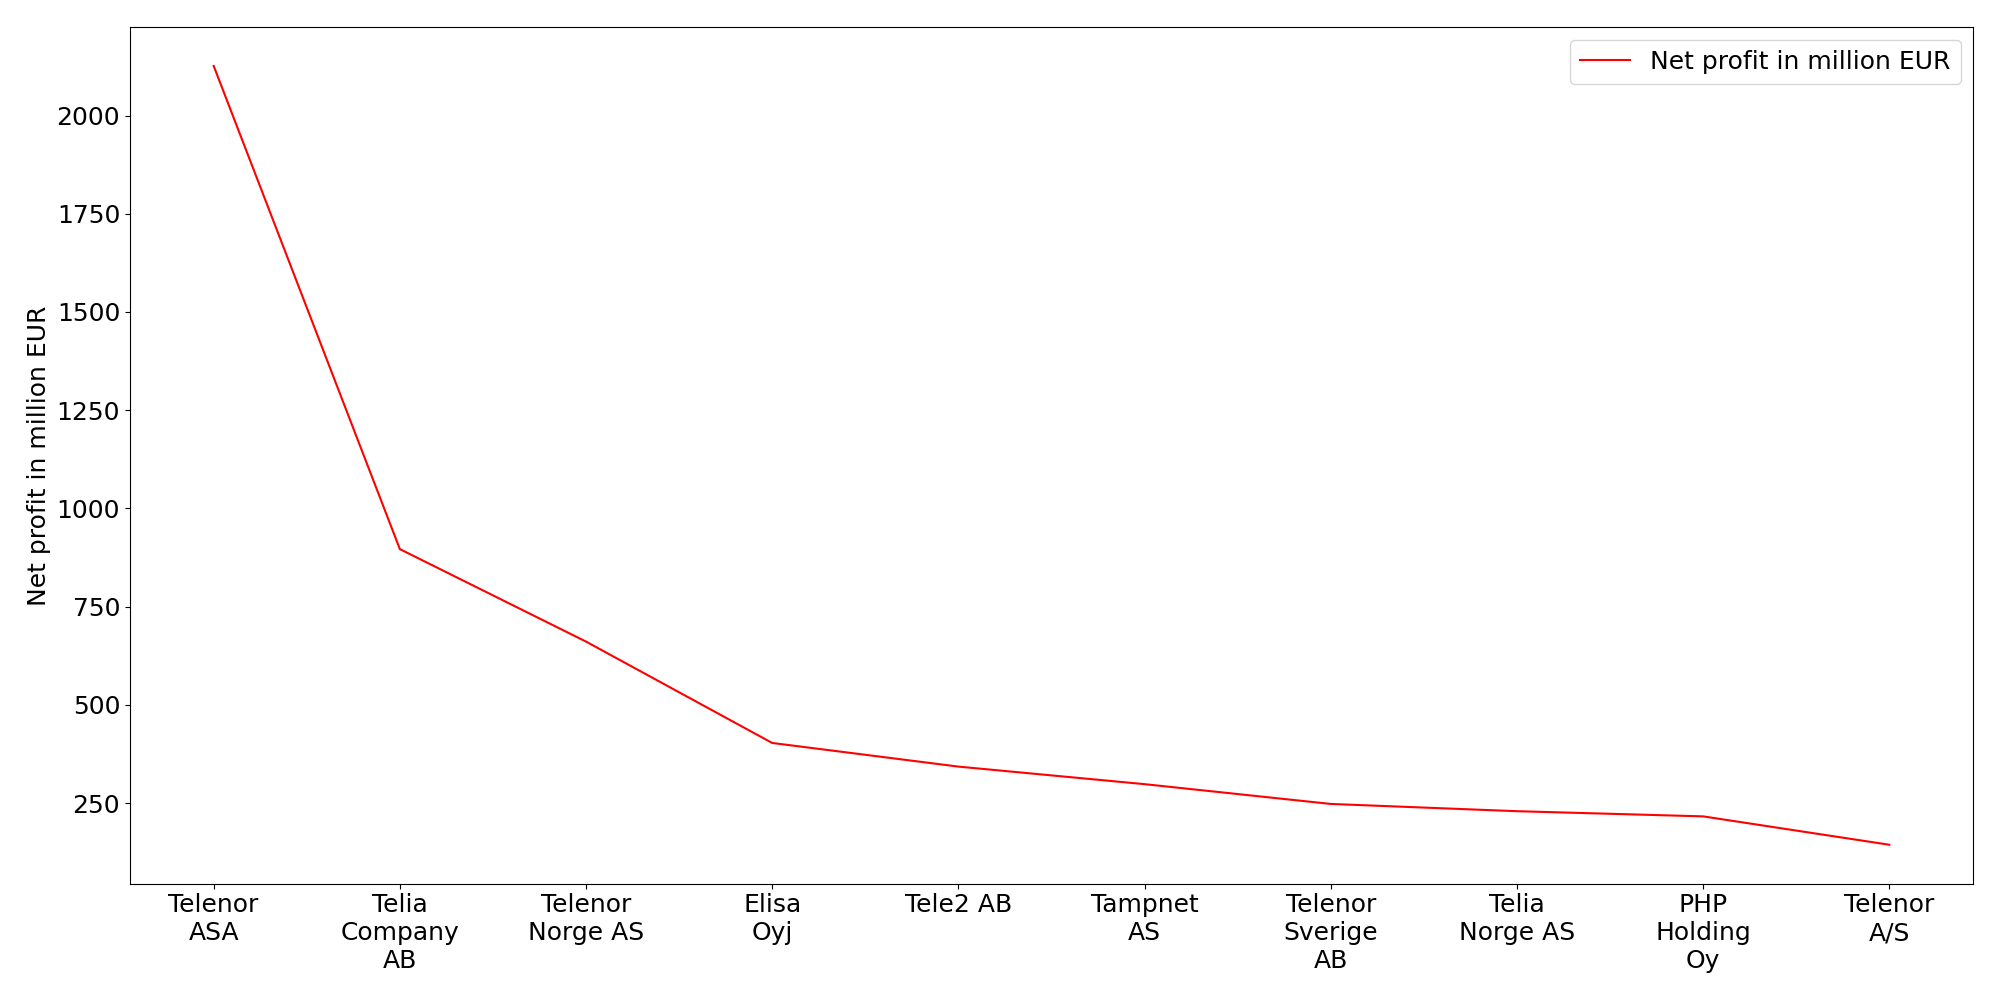 Net profit in million EUR
Net profit in million EUR
2000
1750
1500
1250
1000
750
500
250
Telenor
ASA
Telia
Company
AB
Telenor
Norge AS
Elisa
Oyj
Tele2 AB
Tampnet
AS
Telenor
Sverige
AB
Telia
Norge AS
PHP
Holding
Oy
Telenor
A/S